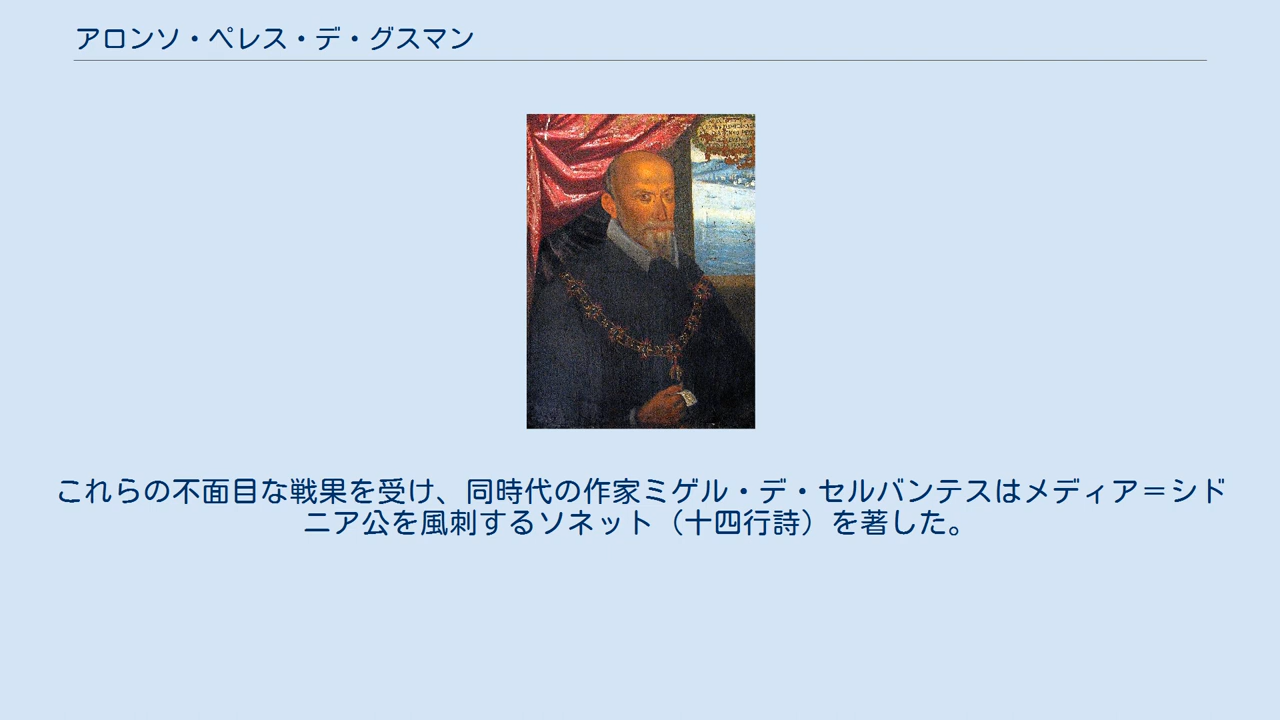 アロンソ・ペレス・デ・グスマン
これらの不面目な戦果を受け、同時代の作家ミゲル・デ・セルバンテスはメディア＝シド
ニア公を風刺するソネット（十四行詩）を著した。